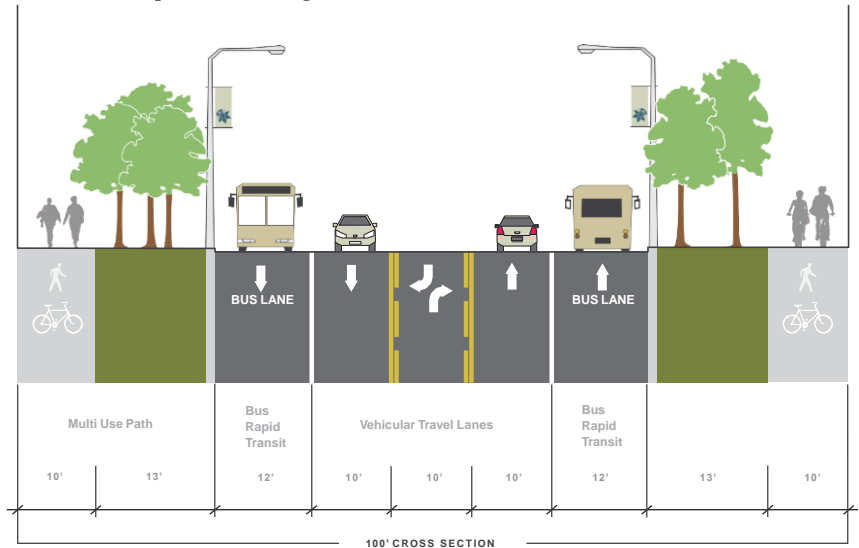 BUS LANE
BUS LANE
Multi Use Path
Bus
Rapid
Transit
Vehicular Travel Lanes
Bus
Rapid
Transit
10' 13' 12' 10' 10' 10' 12' 13' 10'
100' CROSS SECTION